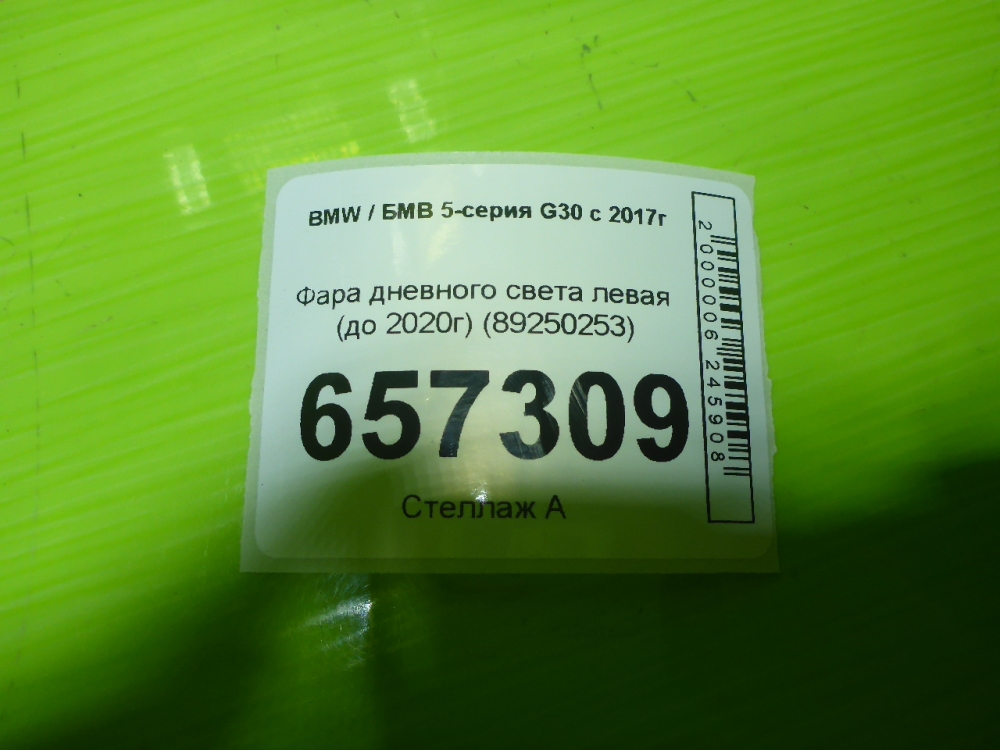 BMW / БМВ 5-серия G30 с 2017г
Фара дневного света левая
(до 2020г) (89250253)
657309
Стеллаж А
2000006245908